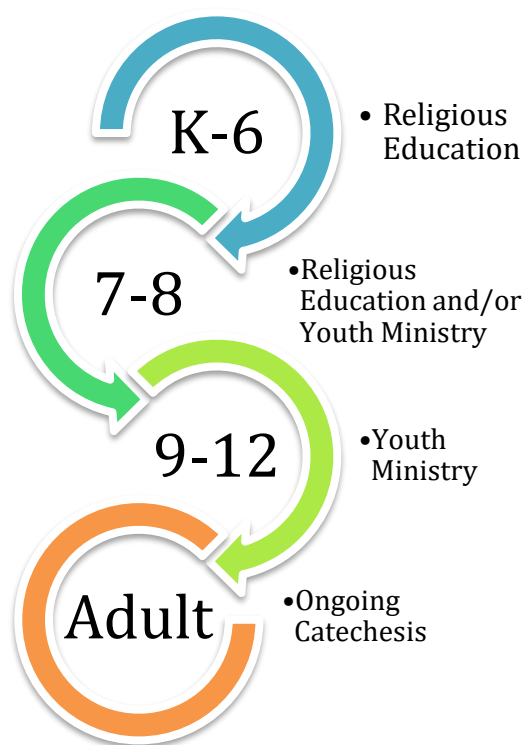 K-6
• Religious
Education
7-8
•Religious
Education and/or
Youth Ministry
9-12
•Youth
Ministry
Adult
•Ongoing
Catechesis